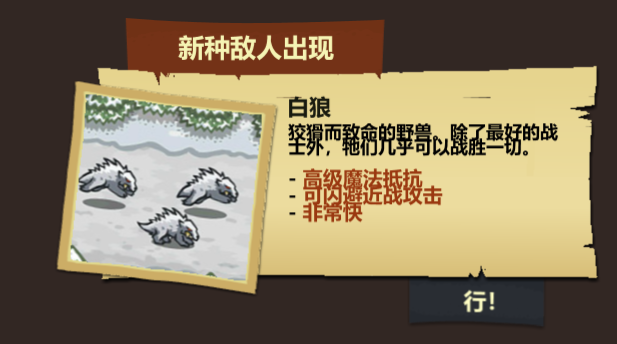 新种敌人出现
白狼
狡猾而致命的野兽。除了最好的战
士外，牠们几乎可以战胜一切。
- 高级魔法抵抗
- 可闪避近战攻击
- 非常快
行!